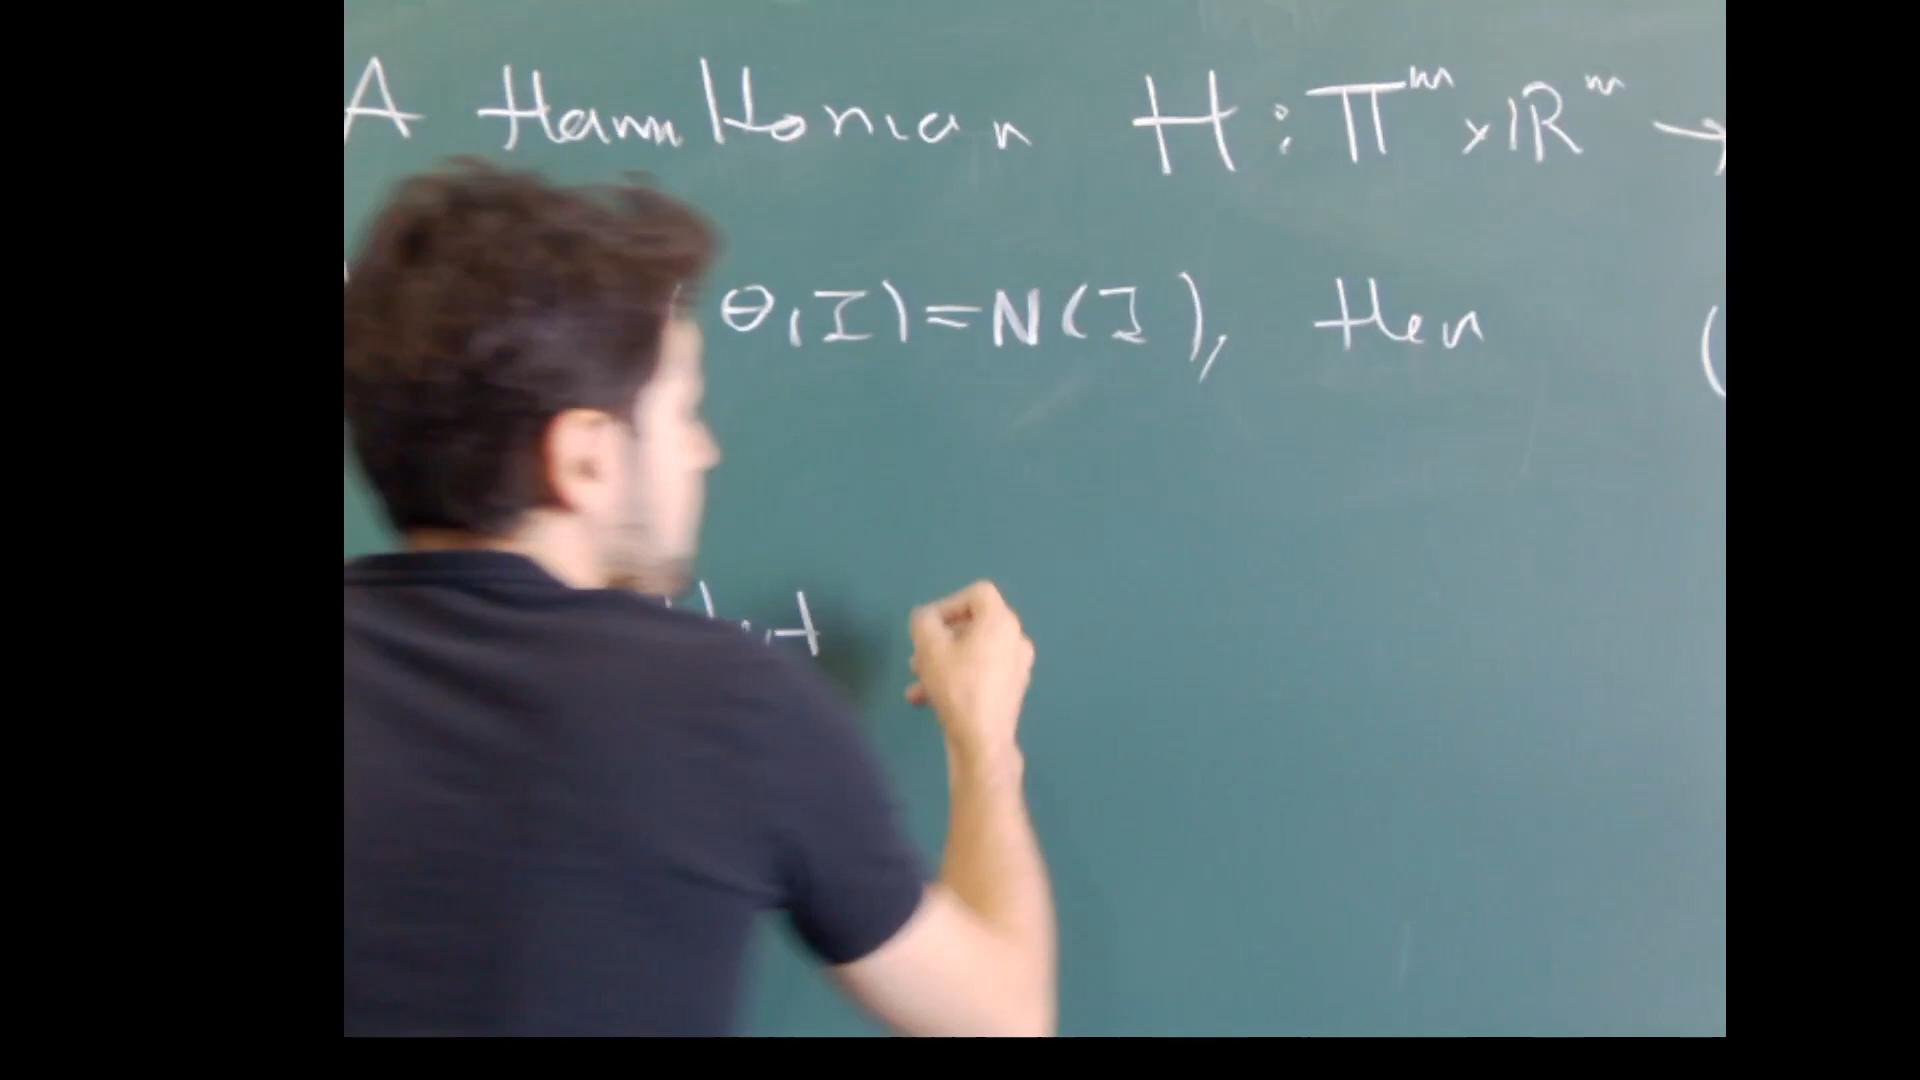 A Hamiltonian H : 𝕋ᵐ × ℝᵐ →
θ, I) = N(I), then (